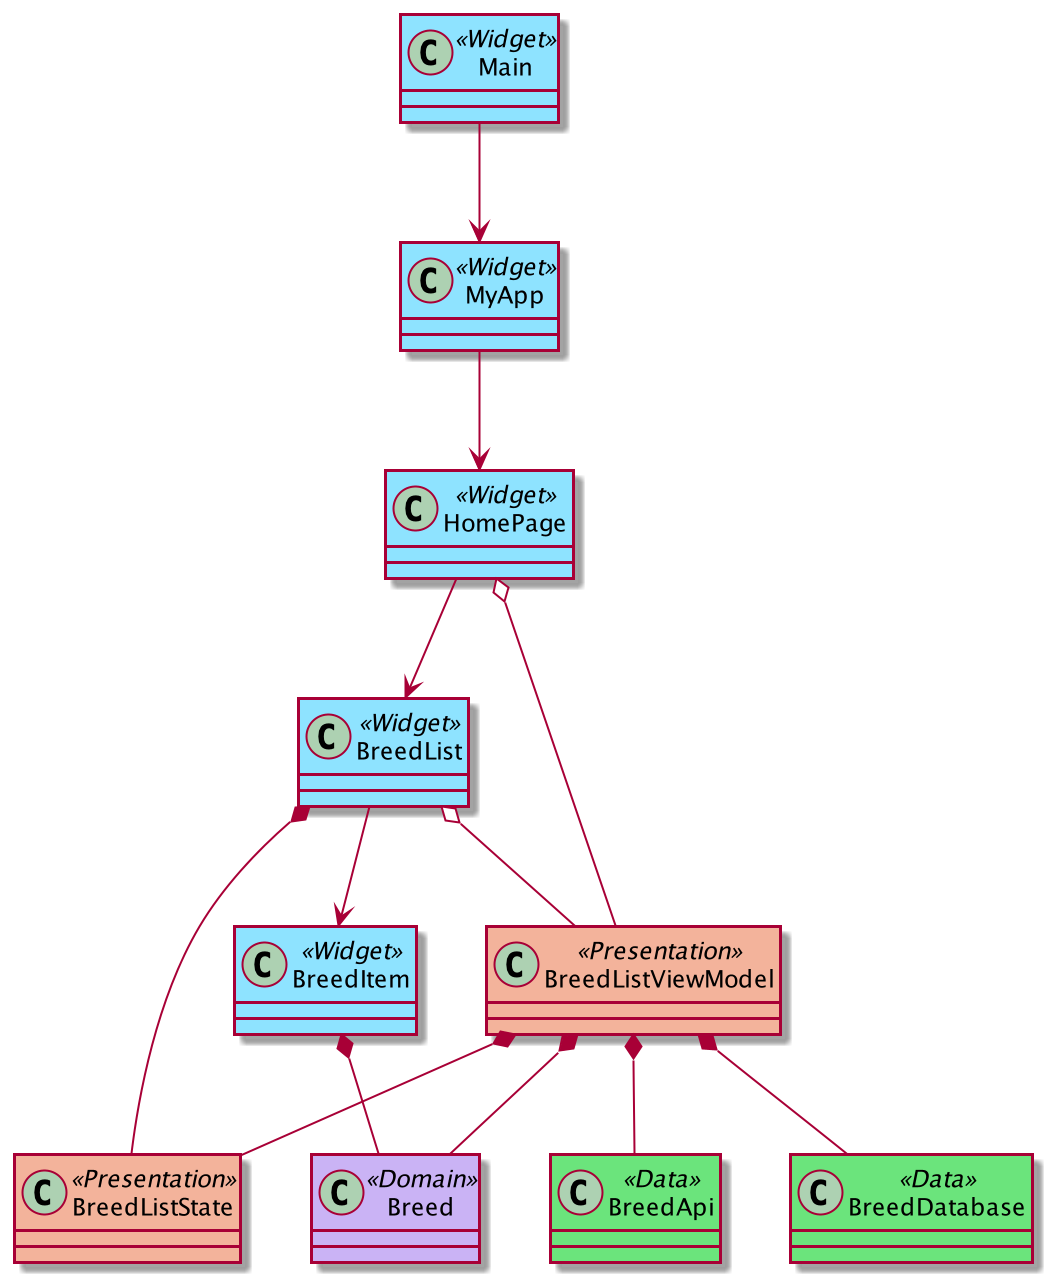 C
«Widget»
Main
C
«Widget»
MyApp
C
«Widget»
HomePage
C
«Widget»
BreedList
C
«Widget»
BreedItem
C
«Presentation»
BreedListViewModel
C
«Presentation»
BreedListState
C
«Domain»
Breed
C
«Data»
BreedApi
C
«Data»
BreedDatabase